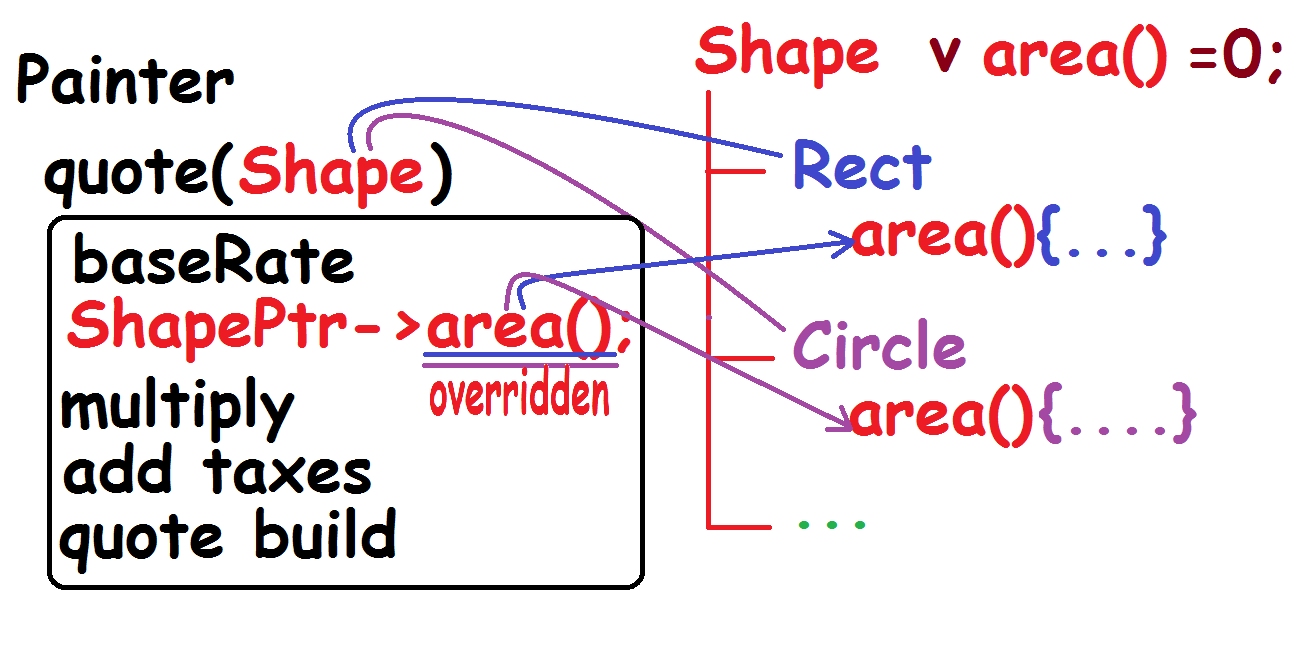 Painter
quote(Shape)
baseRate
ShapePtr->area();
overridden
multiply
add taxes
quote build
Shape v area() =0;
Rect
area(){...}
Circle
area(){....}
...